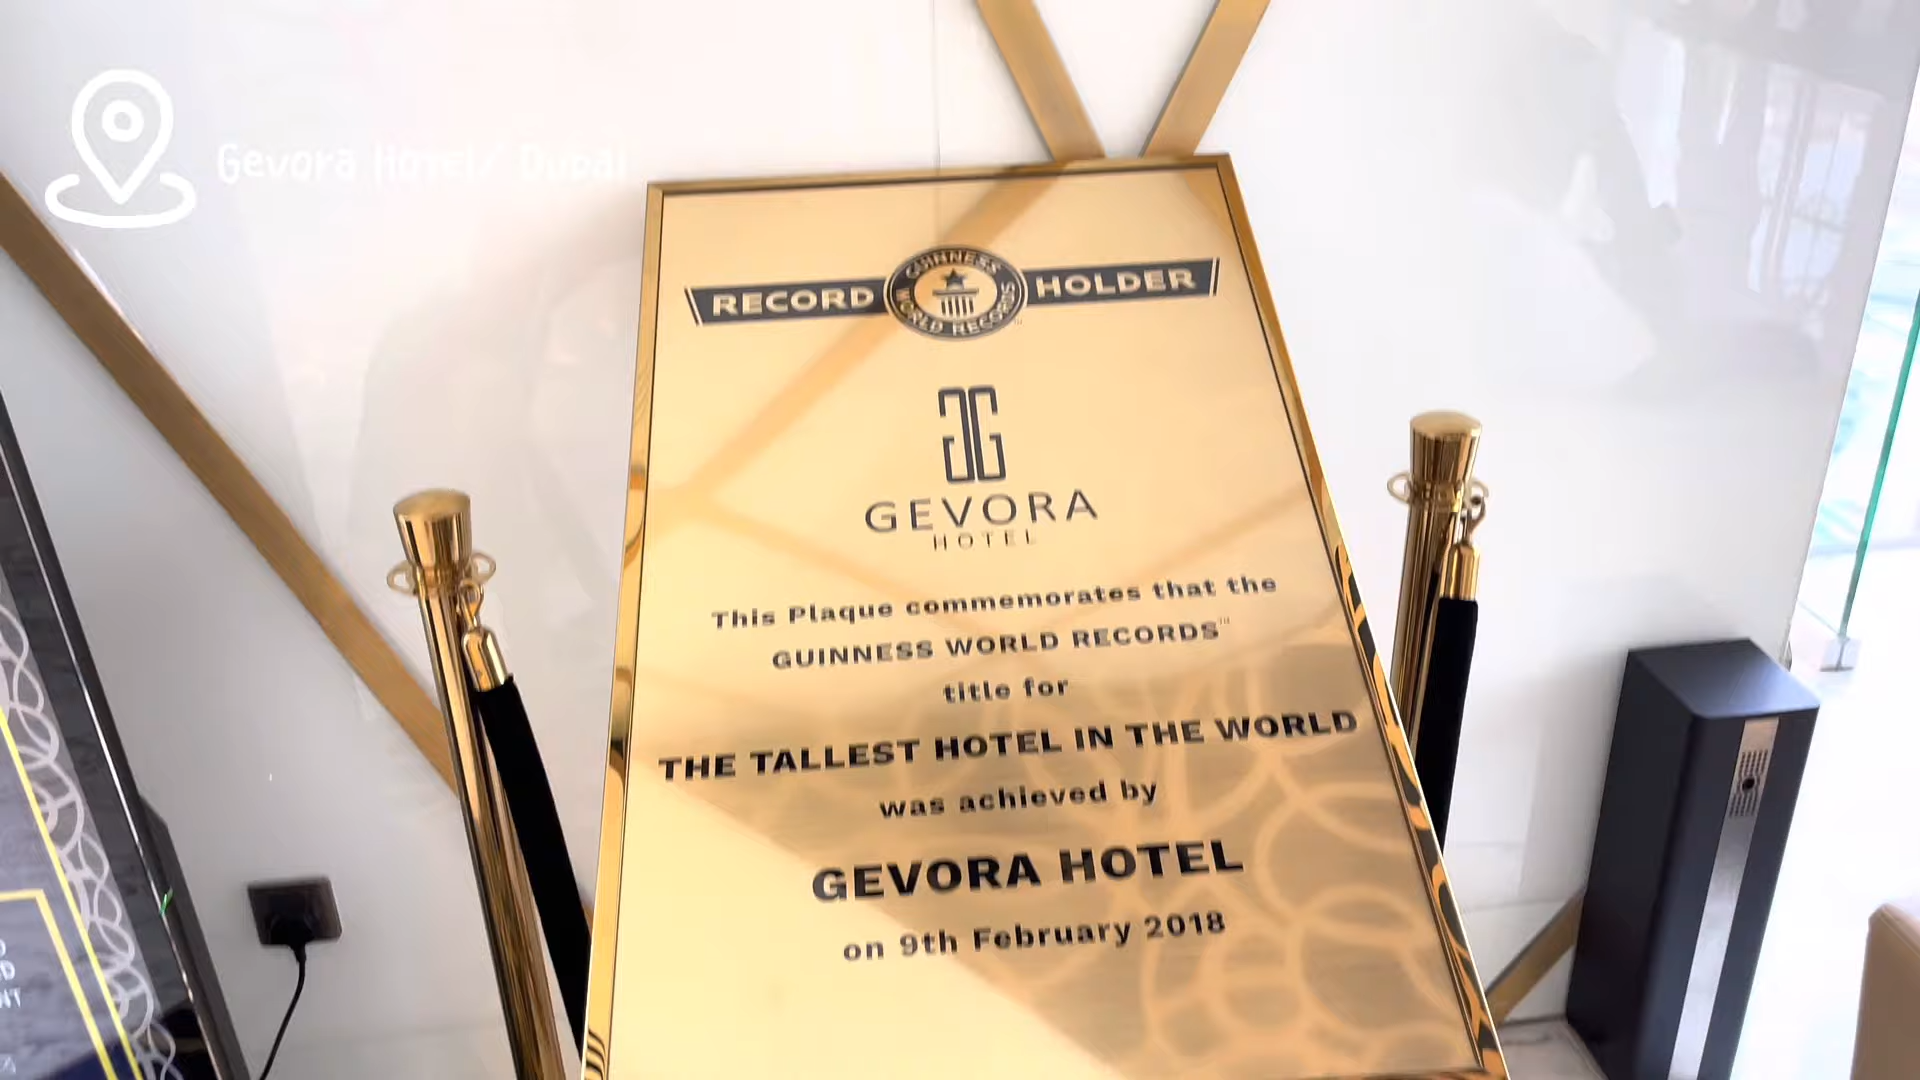 Gevora Hotels Dubai
RECORD HOLDER
GUINNESS WORLD RECORDS
GEVORA
HOTEL
This Plaque commemorates that the
GUINNESS WORLD RECORDS™
title for
THE TALLEST HOTEL IN THE WORLD
was achieved by
GEVORA HOTEL
on 9th February 2018